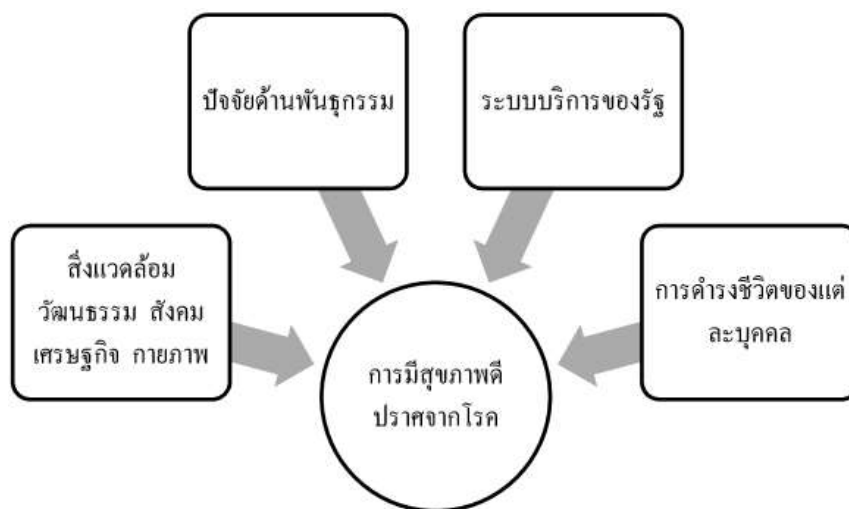 ปัจจัยด้านพันธุกรรม
ระบบบริการของรัฐ
สิ่งแวดล้อม
วัฒนธรรม สังคม
เศรษฐกิจ กายภาพ
การดำรงชีวิตของแต่
ละบุคคล
การมีสุขภาพดี
ปราศจากโรค